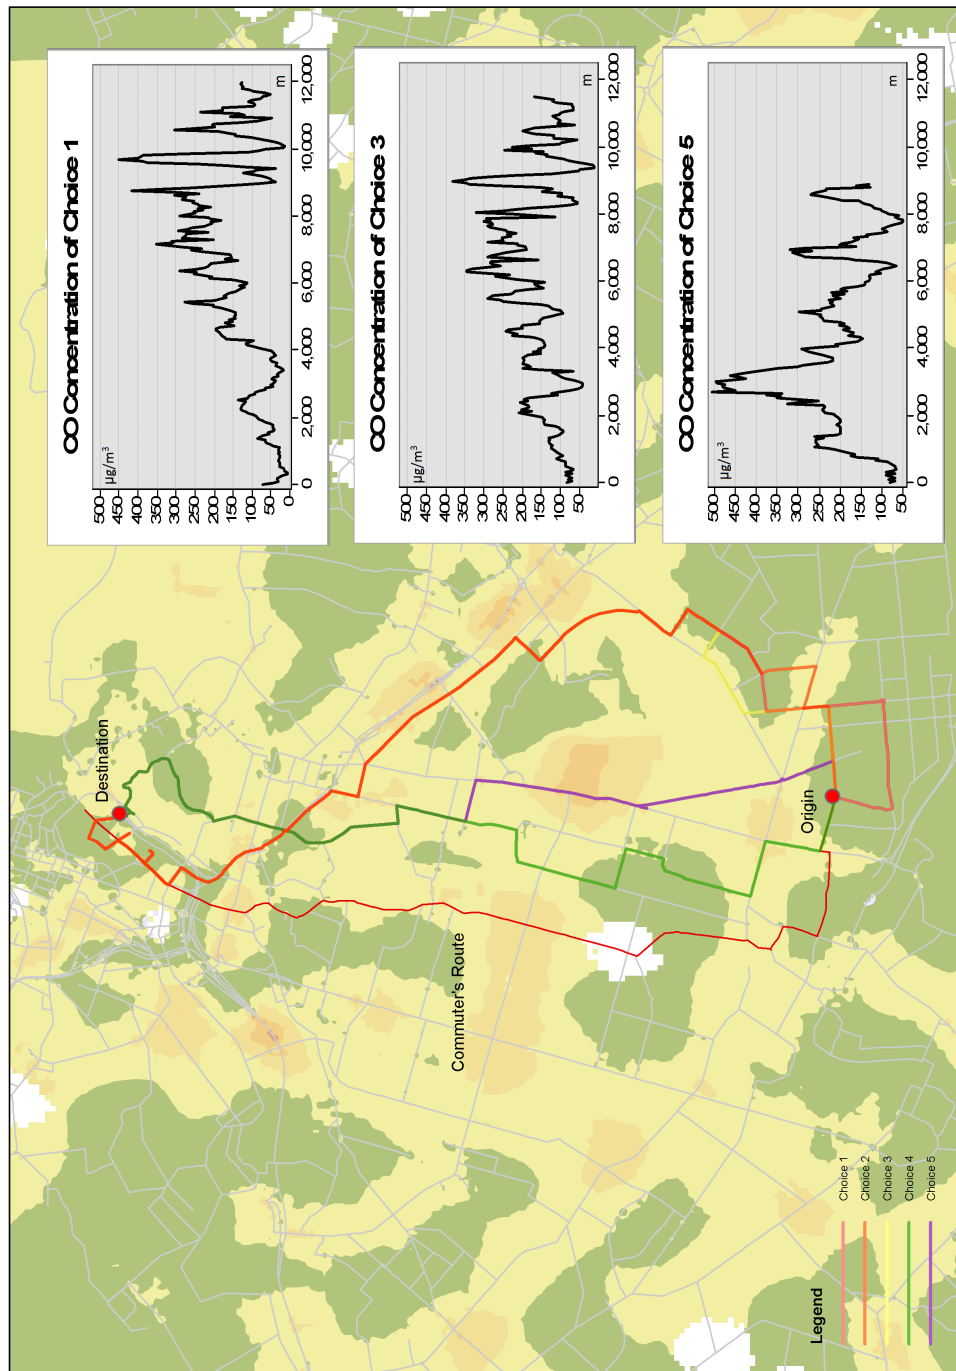 CO Concentration of Choice 1
µg/m³
500
450
400
350
300
250
200
150
100
50
0
0
2,000
4,000
6,000
8,000
10,000
12,000
m
CO Concentration of Choice 3
µg/m³
500
450
400
350
300
250
200
150
100
50
0
2,000
4,000
6,000
8,000
10,000
12,000
m
CO Concentration of Choice 5
µg/m³
500
450
400
350
300
250
200
150
100
50
0
2,000
4,000
6,000
8,000
10,000
12,000
m
Destination
Commuter's Route
Origin
Legend
Choice 1
Choice 2
Choice 3
Choice 4
Choice 5